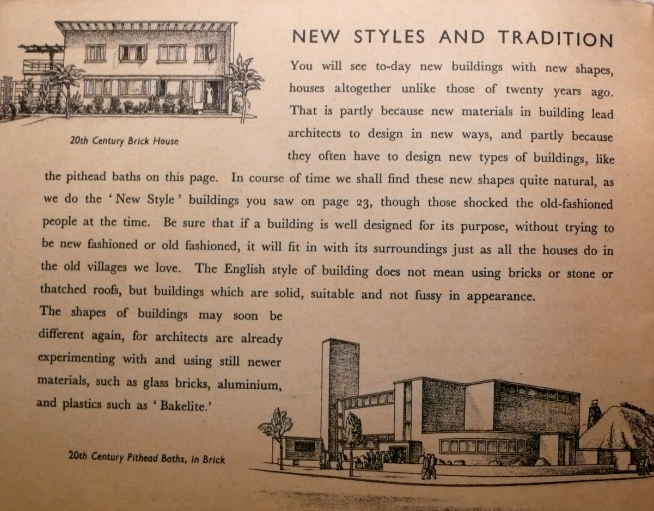 NEW STYLES AND TRADITION
You will see to-day new buildings with new shapes,
houses altogether unlike those of twenty years ago.
That is partly because new materials in building lead
architects to design in new ways, and partly because
they often have to design new types of buildings, like
the pithead baths on this page. In course of time we shall find these new shapes quite natural, as
we do the ‘New Style’ buildings you saw on page 23, though those shocked the old-fashioned
people at the time. Be sure that if a building is well designed for its purpose, without trying to
be new fashioned or old fashioned, it will fit in with its surroundings just as all the houses do in
the old villages we love. The English style of building does not mean using bricks or stone or
thatched roofs, but buildings which are solid, suitable and not fussy in appearance.
The shapes of buildings may soon be
different again, for architects are already
experimenting with and using still newer
materials, such as glass bricks, aluminium,
and plastics such as ‘Bakelite.’
20th Century Brick House
20th Century Pithead Baths, in Brick